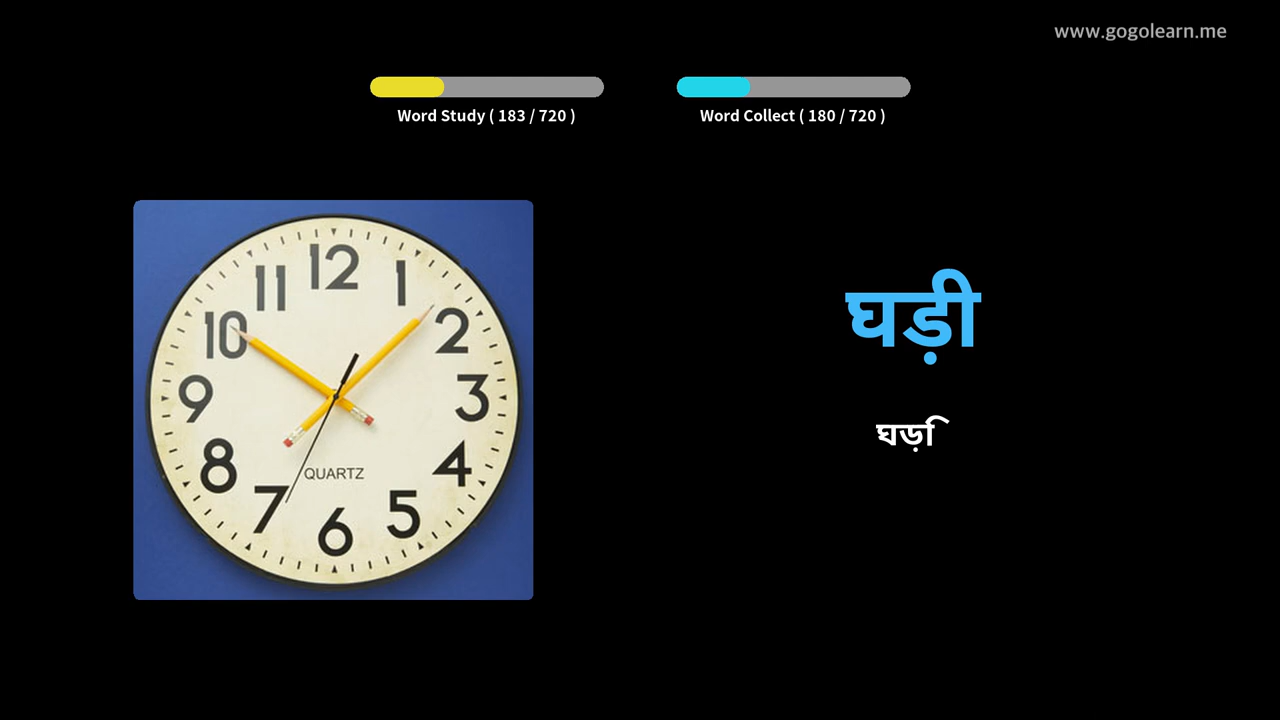 www.gogolearn.me
Word Study ( 183 / 720 )
Word Collect ( 180 / 720 )
12
11 1
10 2
9 3
8 4
QUARTZ
7 5
6
घड़ी
घड़ि